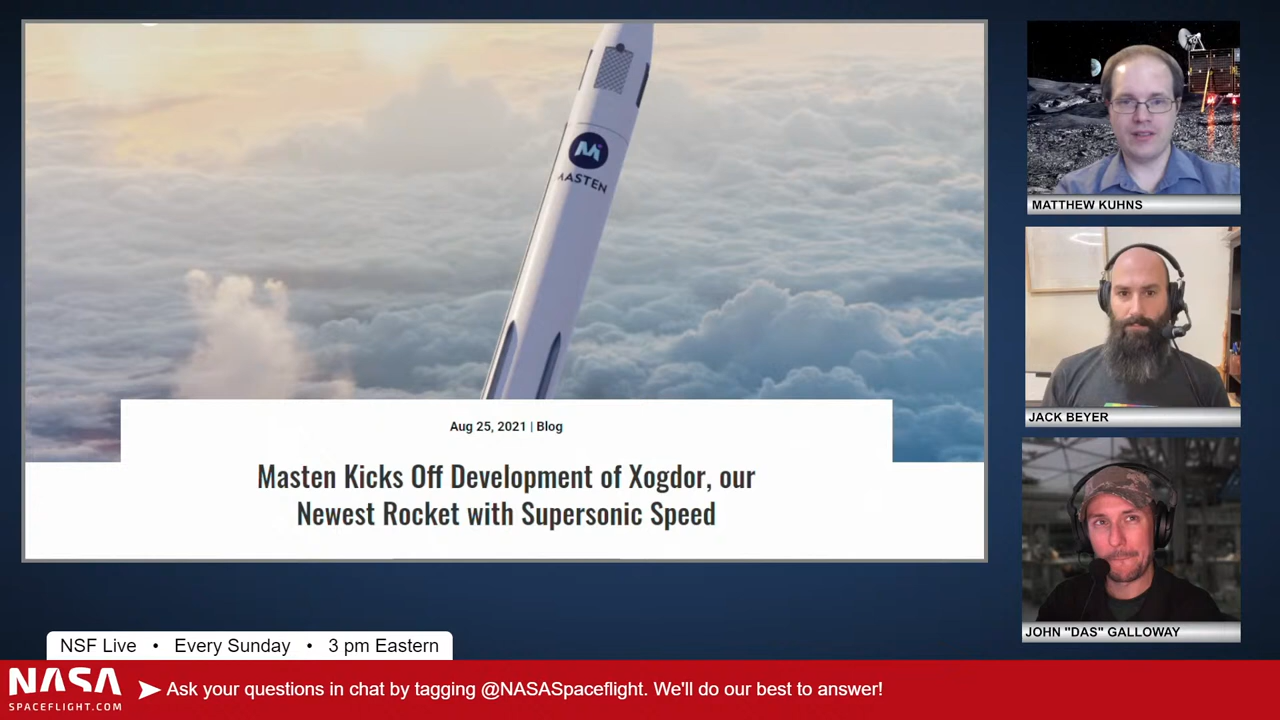 MASTEN
Aug 25, 2021 | Blog
Masten Kicks Off Development of Xogdor, our
Newest Rocket with Supersonic Speed
MATTHEW KUHNS
JACK BEYER
JOHN "DAS" GALLOWAY
NSF Live • Every Sunday • 3 pm Eastern
NASA
SPACEFLIGHT.COM
Ask your questions in chat by tagging @NASASpaceflight. We'll do our best to answer!